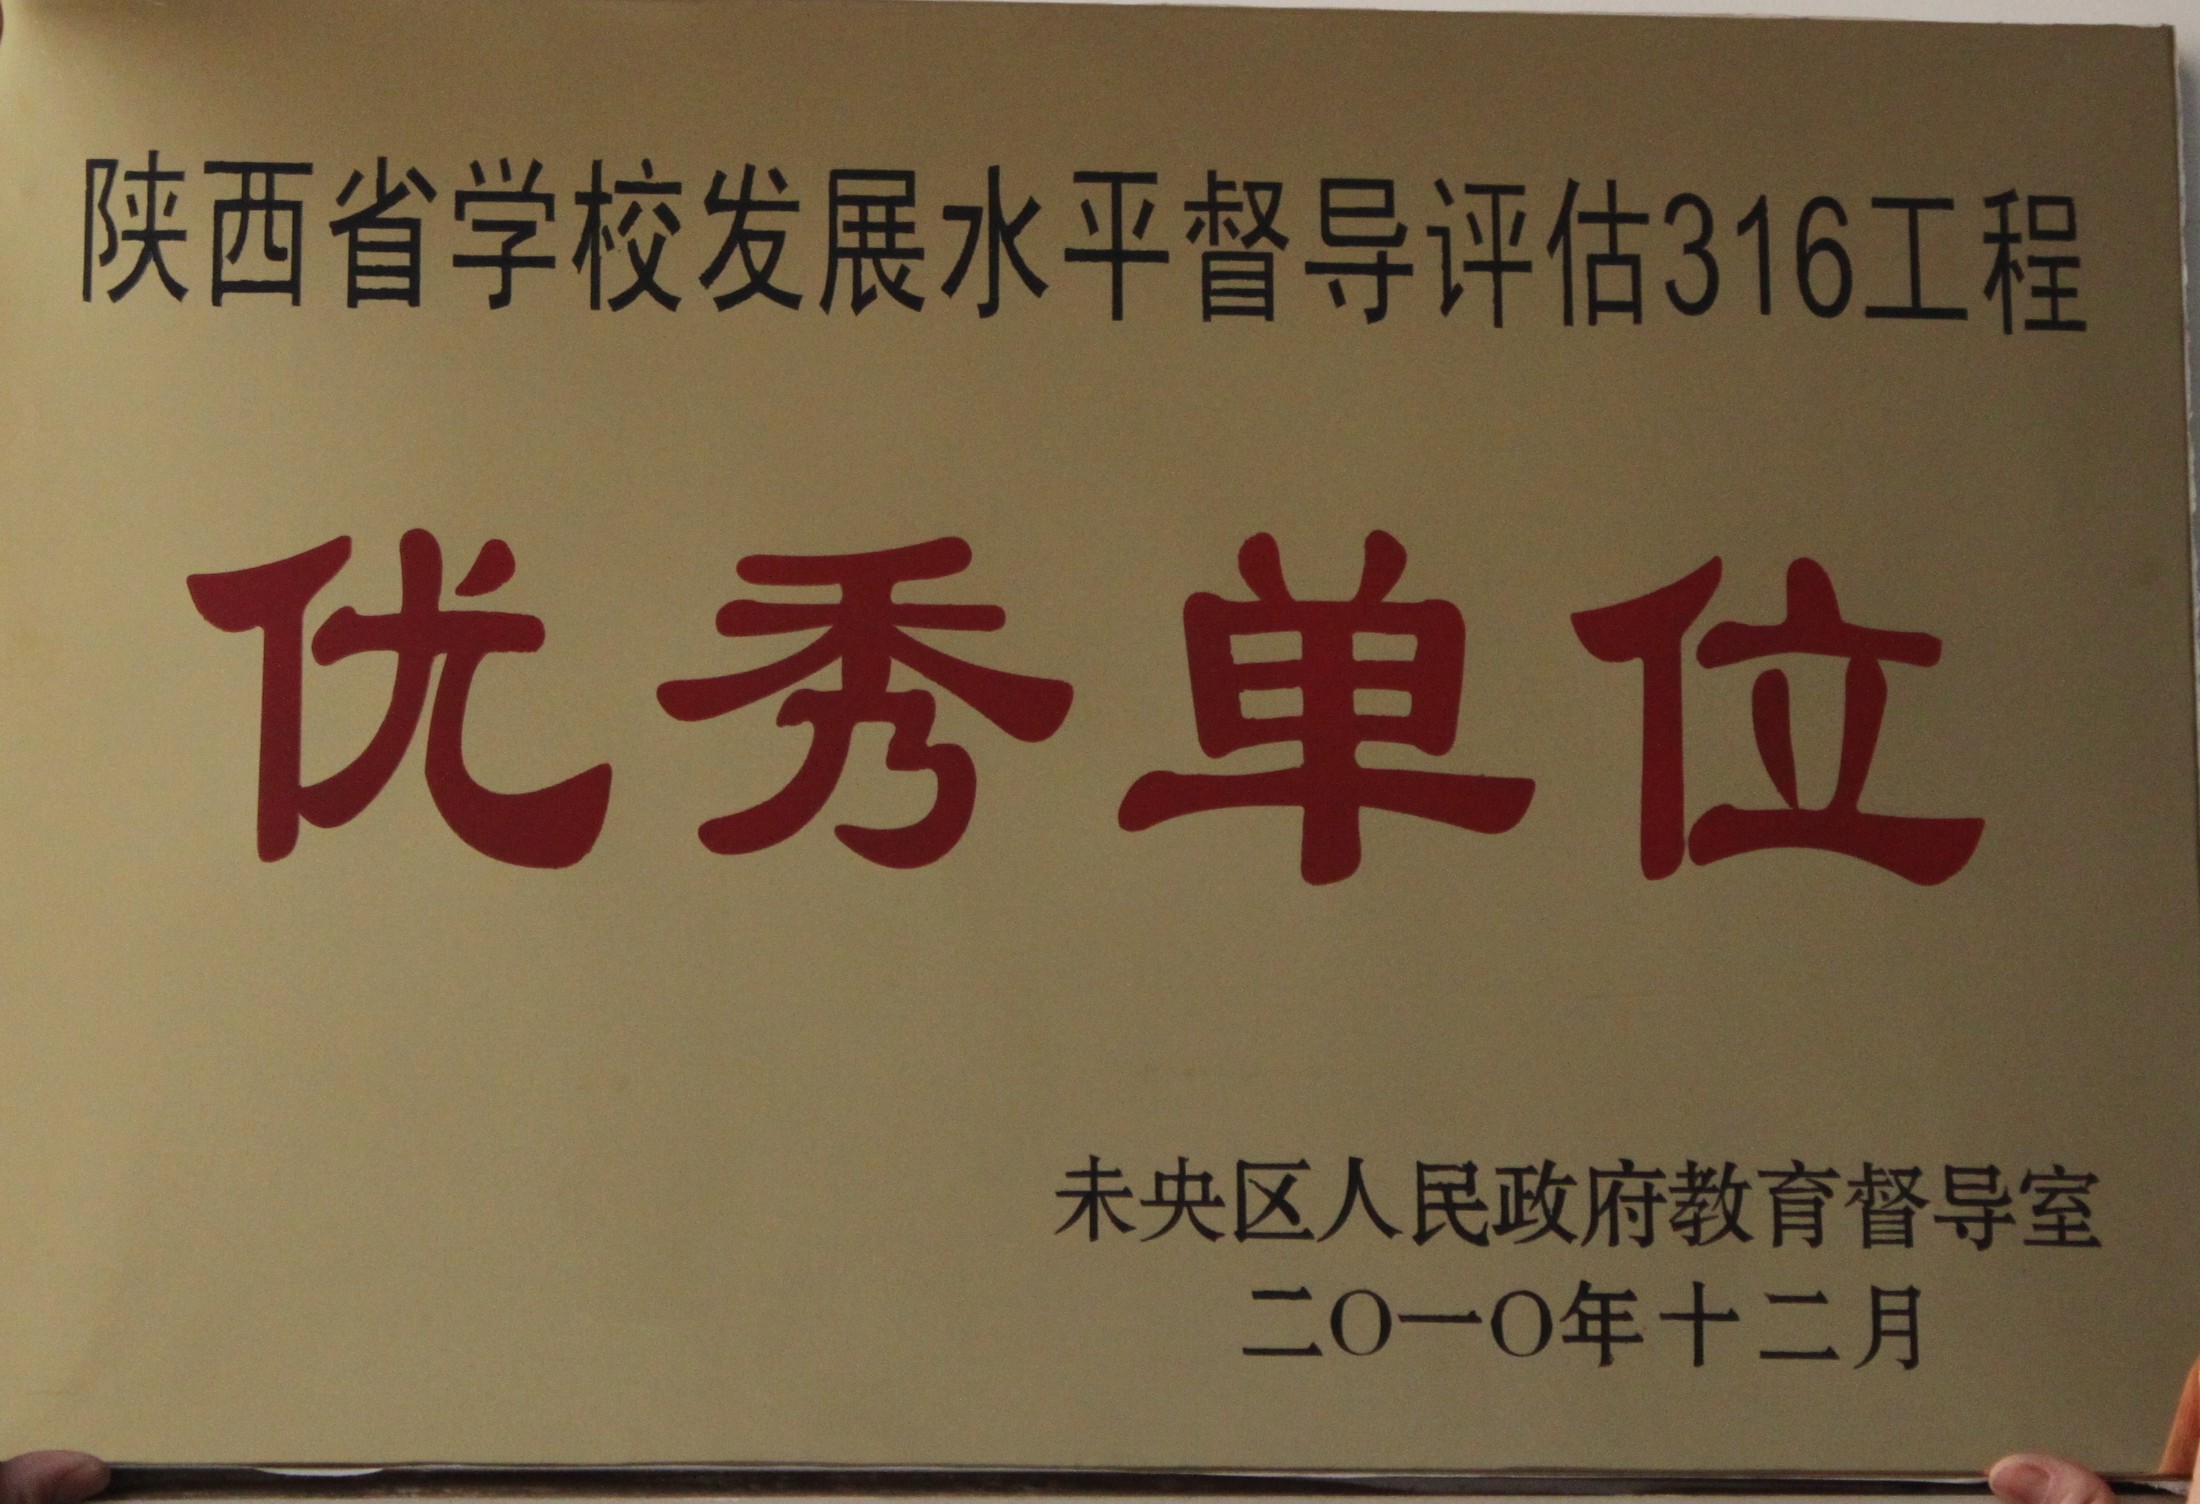 陕西省学校发展水平督导评估316工程
优秀单位
未央区人民政府教育督导室
二〇一〇年十二月